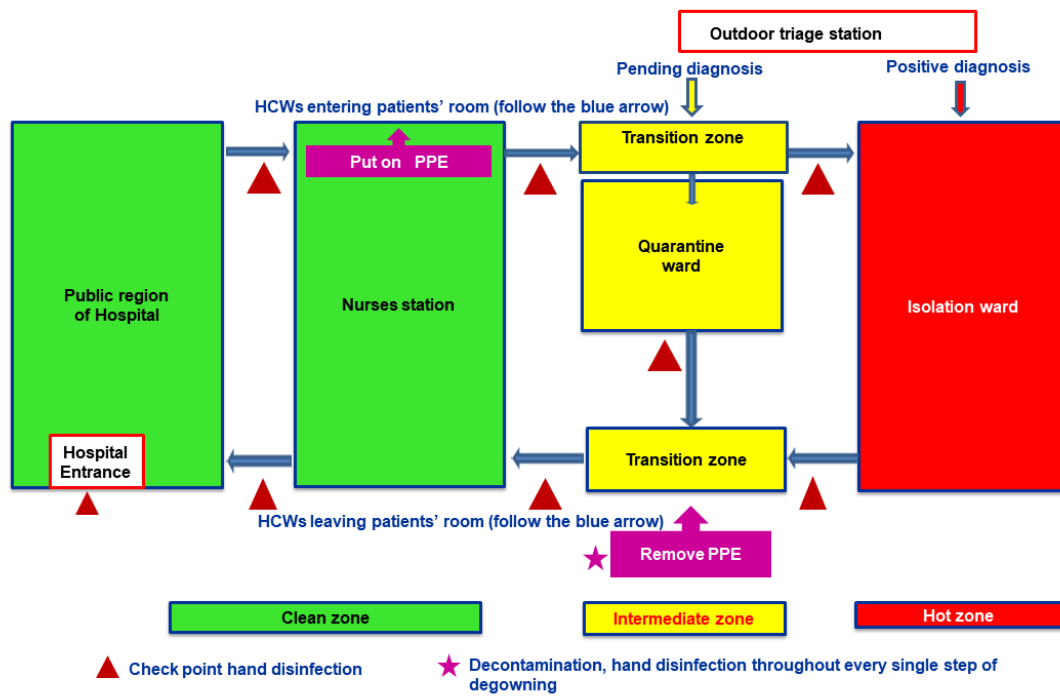 Outdoor triage station
Pending diagnosis
Positive diagnosis
HCWs entering patients’ room (follow the blue arrow)
Put on PPE
Transition zone
Quarantine
ward
Public region
of Hospital
Nurses station
Isolation ward
Hospital
Entrance
Transition zone
HCWs leaving patients’ room (follow the blue arrow)
Remove PPE
Clean zone
Intermediate zone
Hot zone
Check point hand disinfection
Decontamination, hand disinfection throughout every single step of
degowning